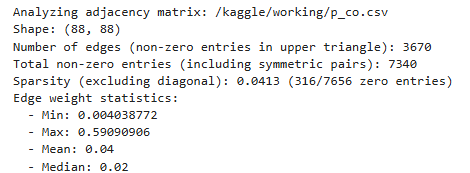 Analyzing adjacency matrix: /kaggle/working/p_co.csv
Shape: (88, 88)
Number of edges (non-zero entries in upper triangle): 3670
Total non-zero entries (including symmetric pairs): 7340
Sparsity (excluding diagonal): 0.0413 (316/7656 zero entries)
Edge weight statistics:
  - Min: 0.004038772
  - Max: 0.59090906
  - Mean: 0.04
  - Median: 0.02